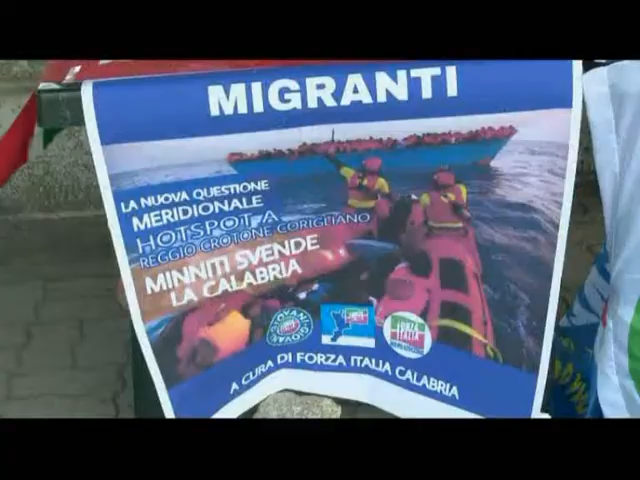 MIGRANTI
LA NUOVA QUESTIONE
MERIDIONALE
HOTSPOT A
REGGIO CROTONE CORIGLIANO
MINNITI SVENDE
LA CALABRIA
GIOVANI
FORZA
ITALIA
A CURA DI FORZA ITALIA CALABRIA